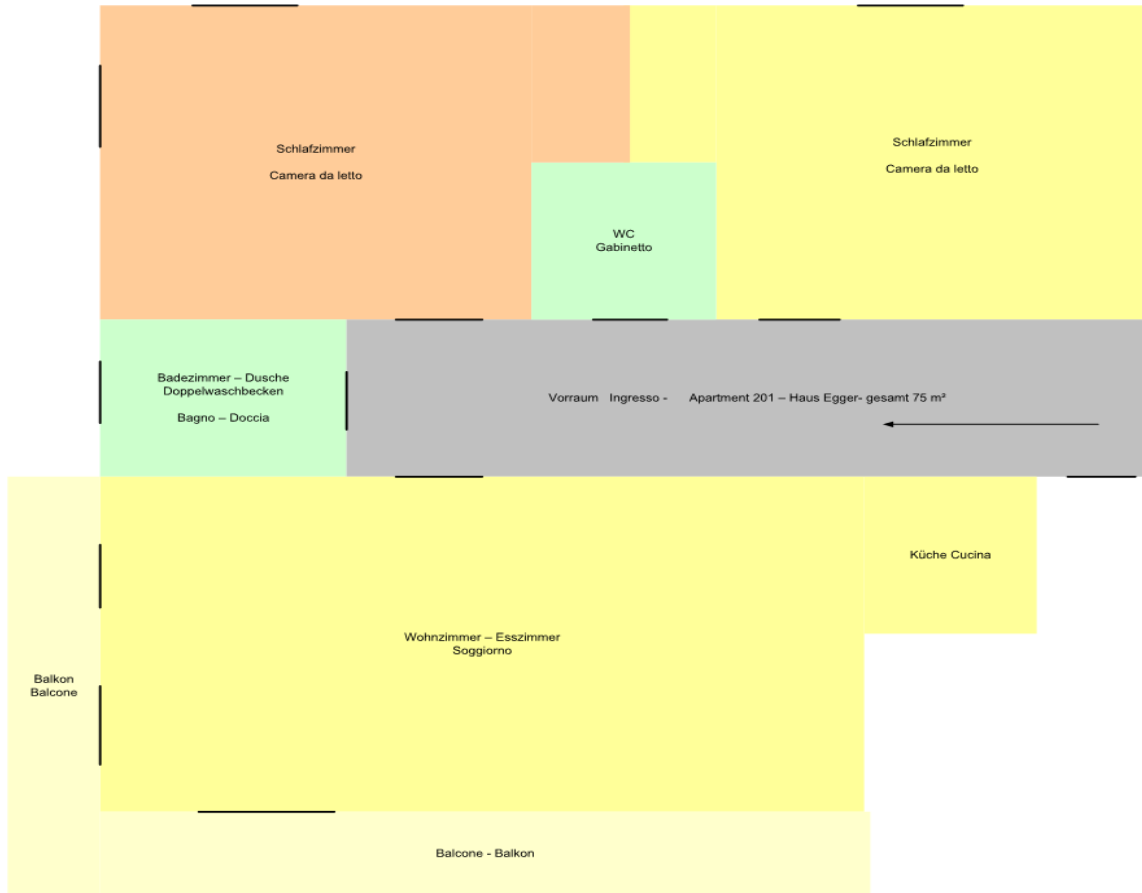 Schlafzimmer
Camera da letto
Schlafzimmer
Camera da letto
WC
Gabinetto
Badezimmer – Dusche
Doppelwaschbecken
Bagno – Doccia
Vorraum Ingresso - Apartment 201 – Haus Egger- gesamt 75 m²
Küche Cucina
Wohnzimmer – Esszimmer
Soggiorno
Balkon
Balcone
Balcone - Balkon